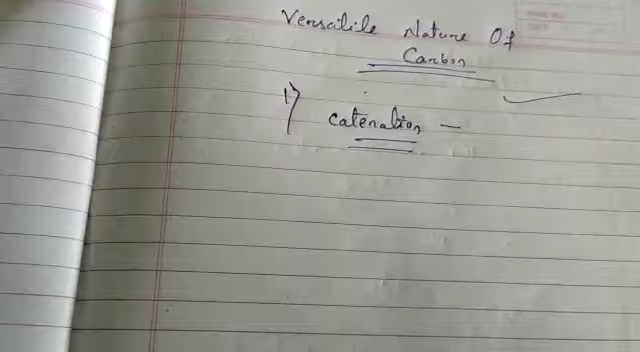 Versatile Nature Of
Carbon
1) Catenation —